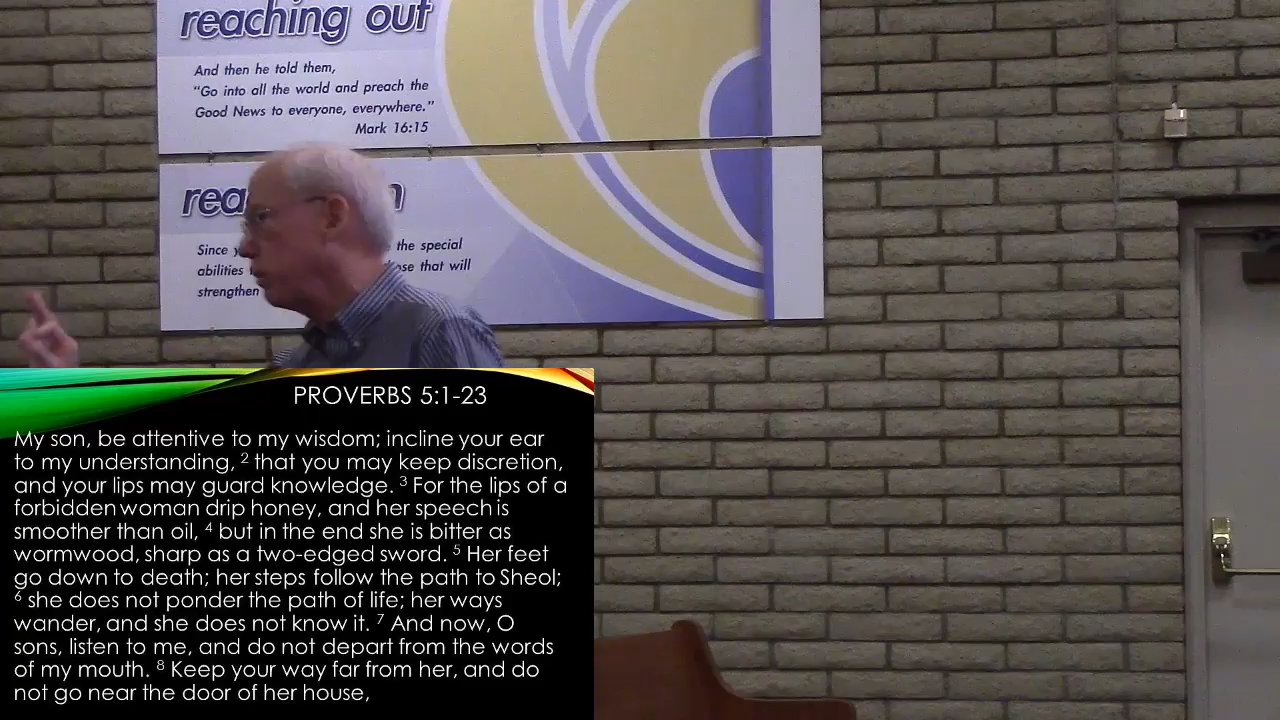 reaching out
And then he told them,
"Go into all the world and preach the
Good News to everyone, everywhere."
Mark 16:15
Since the special
abilities that will
strengthen
PROVERBS 5:1-23
My son, be attentive to my wisdom; incline your ear
to my understanding, ² that you may keep discretion,
and your lips may guard knowledge. ³ For the lips of a
forbidden woman drip honey, and her speech is
smoother than oil, ⁴ but in the end she is bitter as
wormwood, sharp as a two-edged sword. ⁵ Her feet
go down to death; her steps follow the path to Sheol;
⁶ she does not ponder the path of life; her ways
wander, and she does not know it. ⁷ And now, O
sons, listen to me, and do not depart from the words
of my mouth. ⁸ Keep your way far from her, and do
not go near the door of her house,